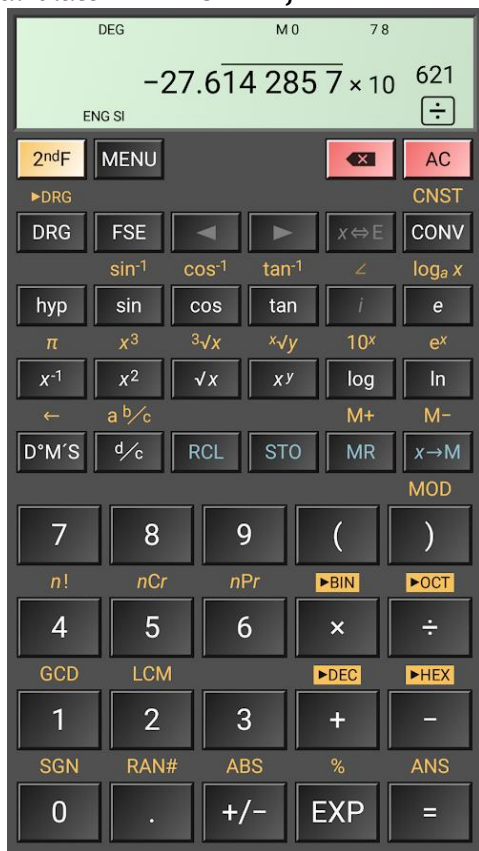 DEG M 0 7 8
−27.614 285 7 × 10 621
÷
ENG SI
2ndF MENU AC
►DRG CNST
DRG FSE ◄ ► x⇔E CONV
sin-1 cos-1 tan-1 ∠ loga x
hyp sin cos tan i e
π x³ ³√x ˣ√y 10ˣ eˣ
x-1 x² √x xʸ log ln
← a b/c M+ M−
D°M´S d/c RCL STO MR x→M
MOD
7 8 9 ( )
n! nCr nPr ►BIN ►OCT
4 5 6 × ÷
GCD LCM ►DEC ►HEX
1 2 3 + −
SGN RAN# ABS % ANS
0 . +/− EXP =